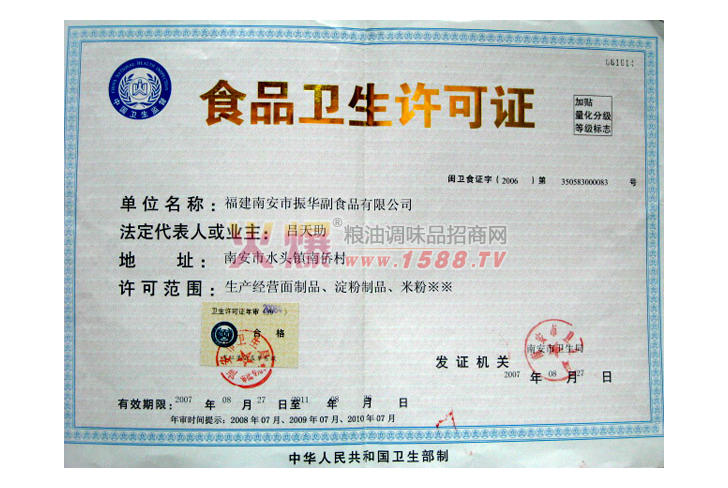 081011
食品卫生许可证
加贴
量化分级
等级标志
中国卫生监督
闽卫食证字(2006)第 350583000083 号
单位名称：福建南安市振华副食品有限公司
法定代表人或业主：吕天助
火爆® 粮油调味品招商网
www.1588.TV
地 址：南安市水头镇南侨村
许可范围：生产经营面制品、淀粉制品、米粉※※
卫生许可证年审
合格
南安市卫生局
发证机关
2007 年 08 月 27 日
有效期限：2007 年 08 月 27 日至 2011 年 08 月 日
年审时间提示：2008年07月、2009年07月、2010年07月
中华人民共和国卫生部制